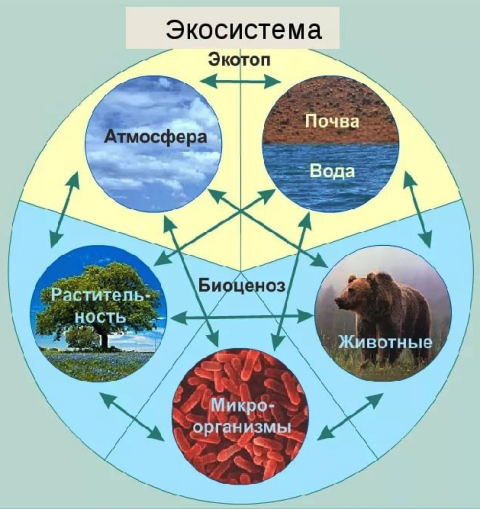 Экосистема
Экотоп
Атмосфера
Почва
Вода
Биоценоз
Раститель-
ность
Животные
Микро-
организмы